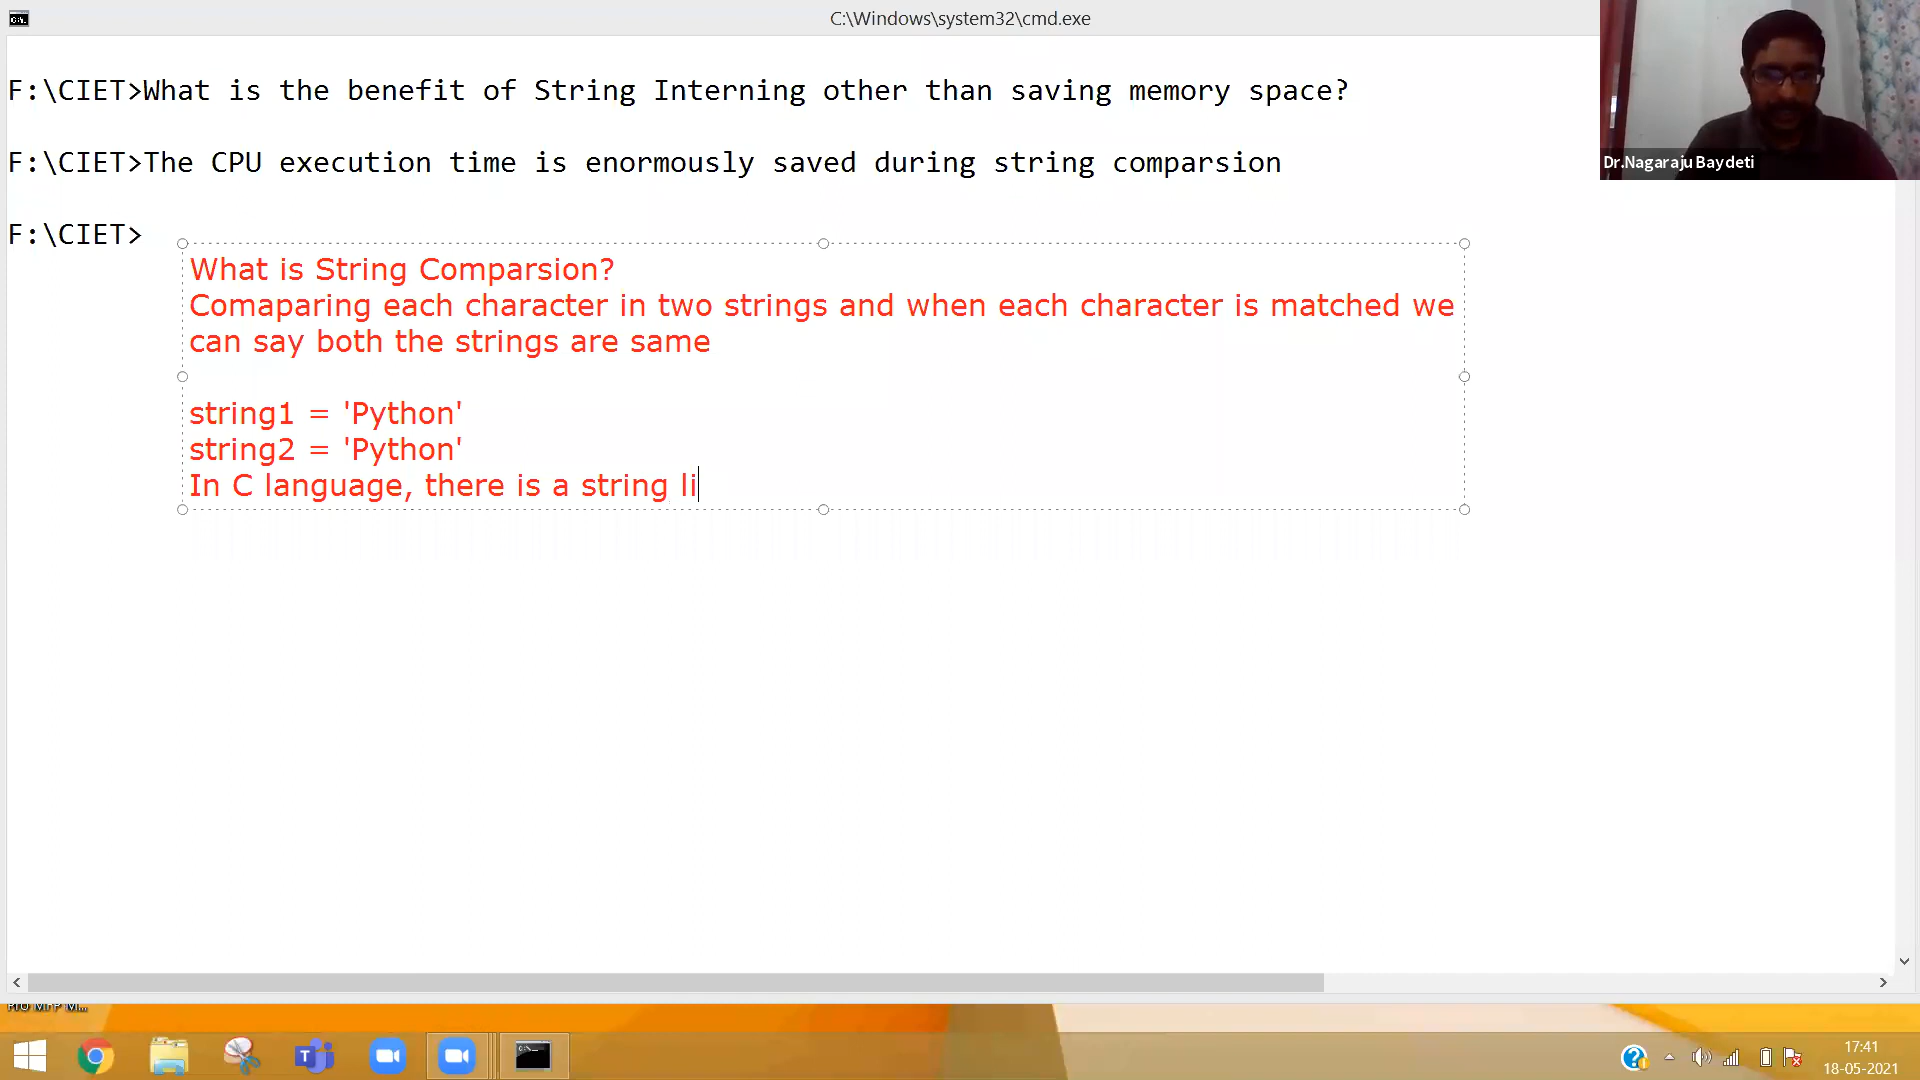 C:\Windows\system32\cmd.exe
F:\CIET>What is the benefit of String Interning other than saving memory space?
F:\CIET>The CPU execution time is enormously saved during string comparsion
Dr.Nagaraju Baydeti
F:\CIET>
What is String Comparsion?
Comaparing each character in two strings and when each character is matched we
can say both the strings are same
string1 = 'Python'
string2 = 'Python'
In C language, there is a string li
17:41
18-05-2021